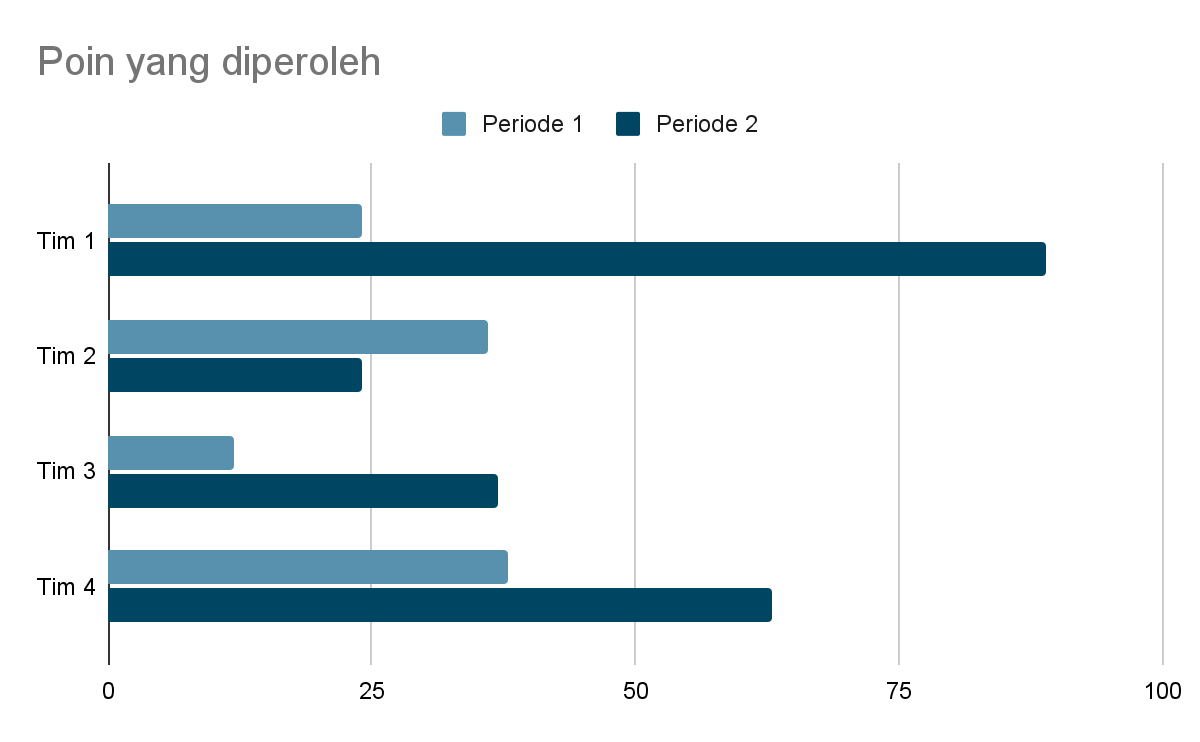 Poin yang diperoleh
Periode 1 Periode 2
Tim 1
Tim 2
Tim 3
Tim 4
0 25 50 75 100